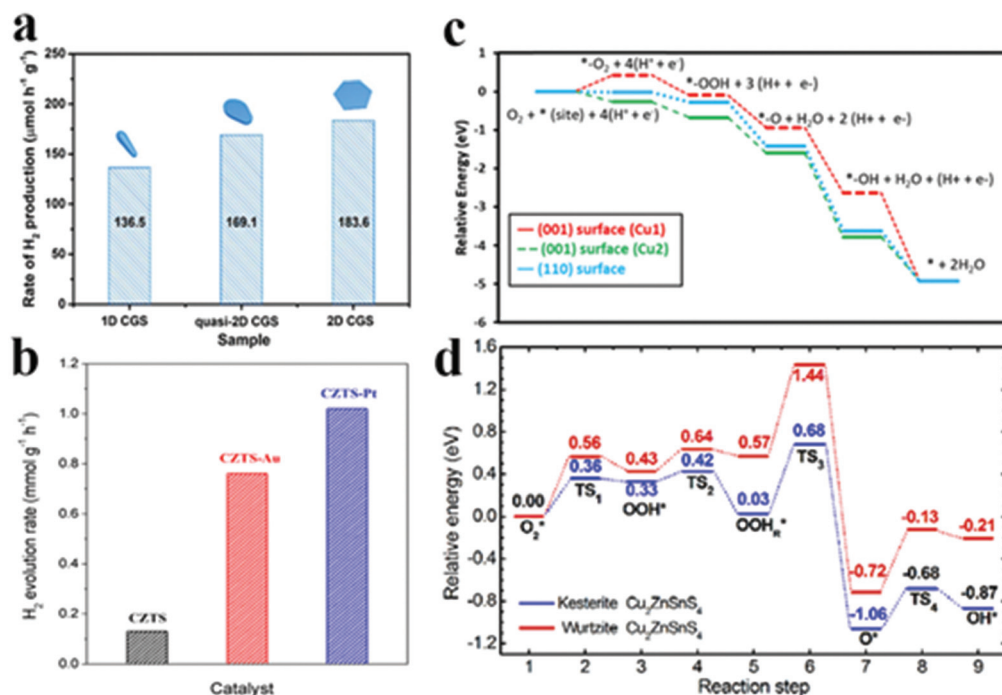 a
Rate of H2 production (μmol h-1 g-1)
250
200
150
100
50
0
136.5
169.1
183.6
1D CGS
quasi-2D CGS
2D CGS
Sample
b
H2 evolution rate (mmol g-1 h-1)
1.2
1.0
0.8
0.6
0.4
0.2
0.0
CZTS
CZTS-Au
CZTS-Pt
Catalyst
c
Relative Energy (eV)
1
0
-1
-2
-3
-4
-5
-6
*-O2 + 4(H+ + e-)
*-OOH + 3 (H+ + e-)
O2 + * (site) + 4(H+ + e-)
*-O + H2O + 2 (H+ + e-)
*-OH + H2O + (H+ + e-)
* + 2H2O
(001) surface (Cu1)
(001) surface (Cu2)
(110) surface
d
Relative energy (eV)
1.6
1.2
0.8
0.4
0.0
-0.4
-0.8
-1.2
0.00
O2*
0.56
0.36
TS1
0.43
0.33
OOH*
0.64
0.42
TS2
0.57
0.03
OOHR*
1.44
0.68
TS3
-0.72
-1.06
O*
-0.13
-0.68
TS4
-0.21
-0.87
OH*
Kesterite Cu2ZnSnS4
Wurtzite Cu2ZnSnS4
1 2 3 4 5 6 7 8 9
Reaction step